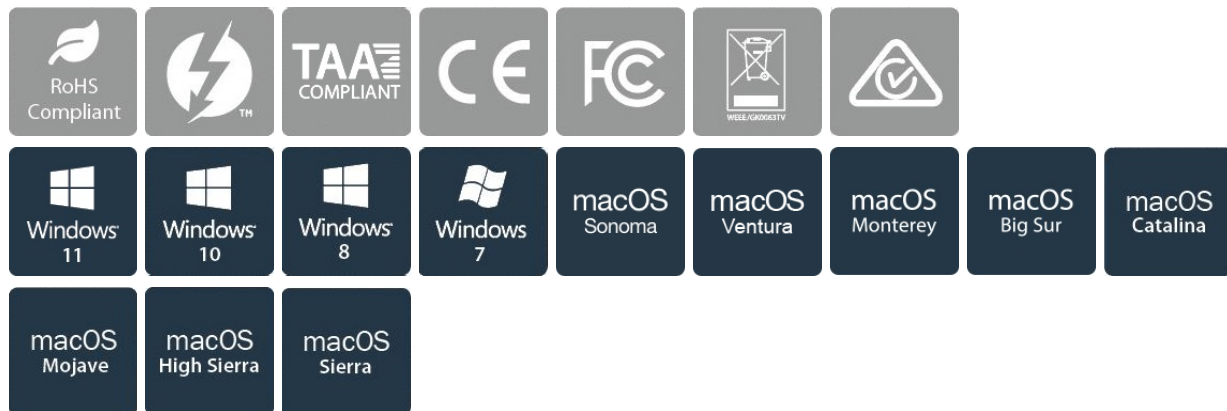 RoHS
Compliant
TM
TAA
COMPLIANT
CE
FC
WEEE/GK0083TV
Windows
11
Windows
10
Windows
8
Windows
7
macOS
Sonoma
macOS
Ventura
macOS
Monterey
macOS
Big Sur
macOS
Catalina
macOS
Mojave
macOS
High Sierra
macOS
Sierra